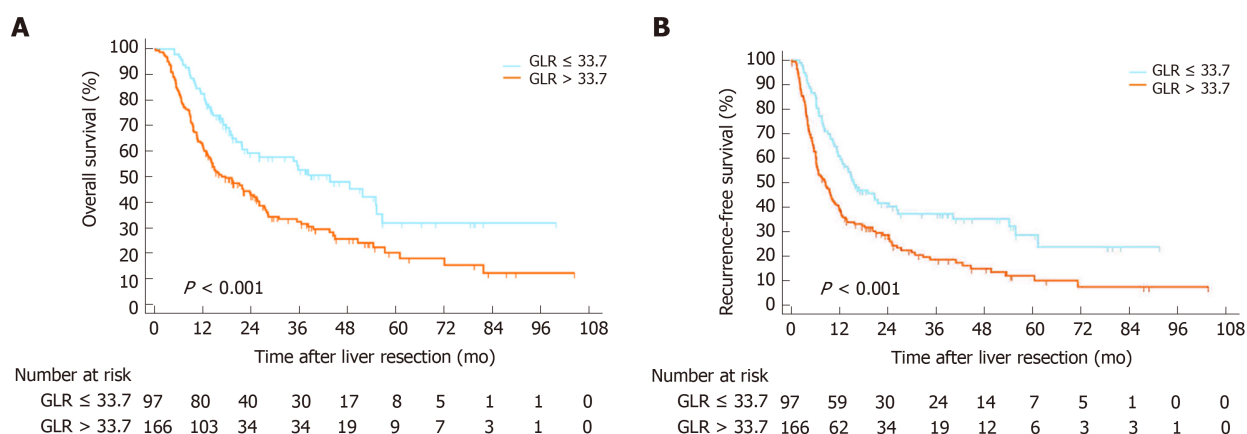 A
100
90
80
70
60
50
40
30
20
10
0
Overall survival (%)
GLR ≤ 33.7
GLR > 33.7
P < 0.001
0 12 24 36 48 60 72 84 96 108
Time after liver resection (mo)
Number at risk
GLR ≤ 33.7 97 80 40 30 17 8 5 1 1 0
GLR > 33.7 166 103 34 34 19 9 7 3 1 0
B
100
90
80
70
60
50
40
30
20
10
0
Recurrence-free survival (%)
GLR ≤ 33.7
GLR > 33.7
P < 0.001
0 12 24 36 48 60 72 84 96 108
Time after liver resection (mo)
Number at risk
GLR ≤ 33.7 97 59 30 24 14 7 5 1 0 0
GLR > 33.7 166 62 34 19 12 6 3 3 1 0